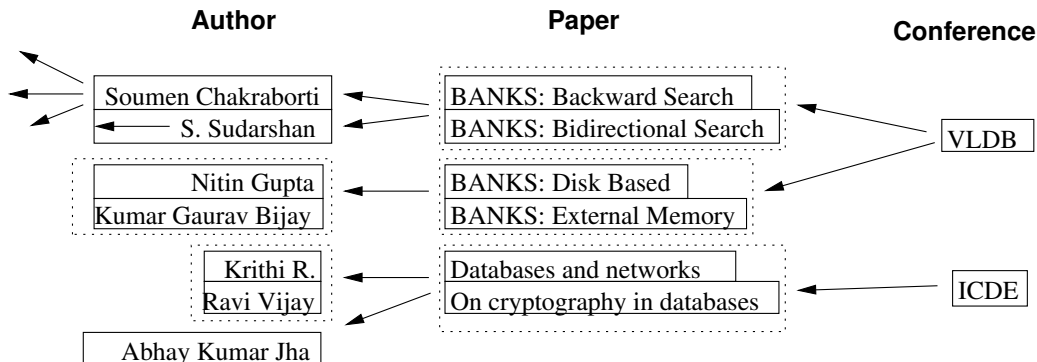 Author Paper Conference
Soumen Chakraborti BANKS: Backward Search
S. Sudarshan BANKS: Bidirectional Search
VLDB
Nitin Gupta BANKS: Disk Based
Kumar Gaurav Bijay BANKS: External Memory
Krithi R. Databases and networks
Ravi Vijay On cryptography in databases
ICDE
Abhay Kumar Jha